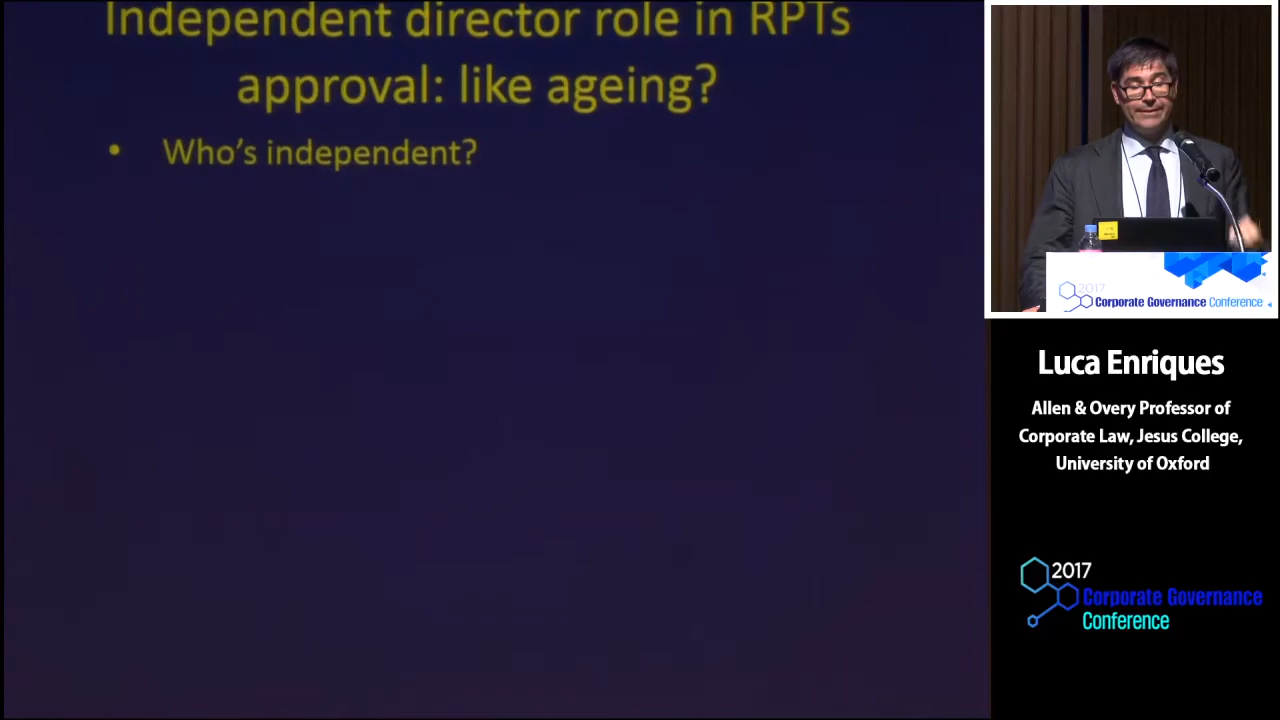 Independent director role in RPTs
approval: like ageing?
• Who's independent?
2017
Corporate Governance Conference
Luca Enriques
Allen & Overy Professor of
Corporate Law, Jesus College,
University of Oxford
2017
Corporate Governance
Conference